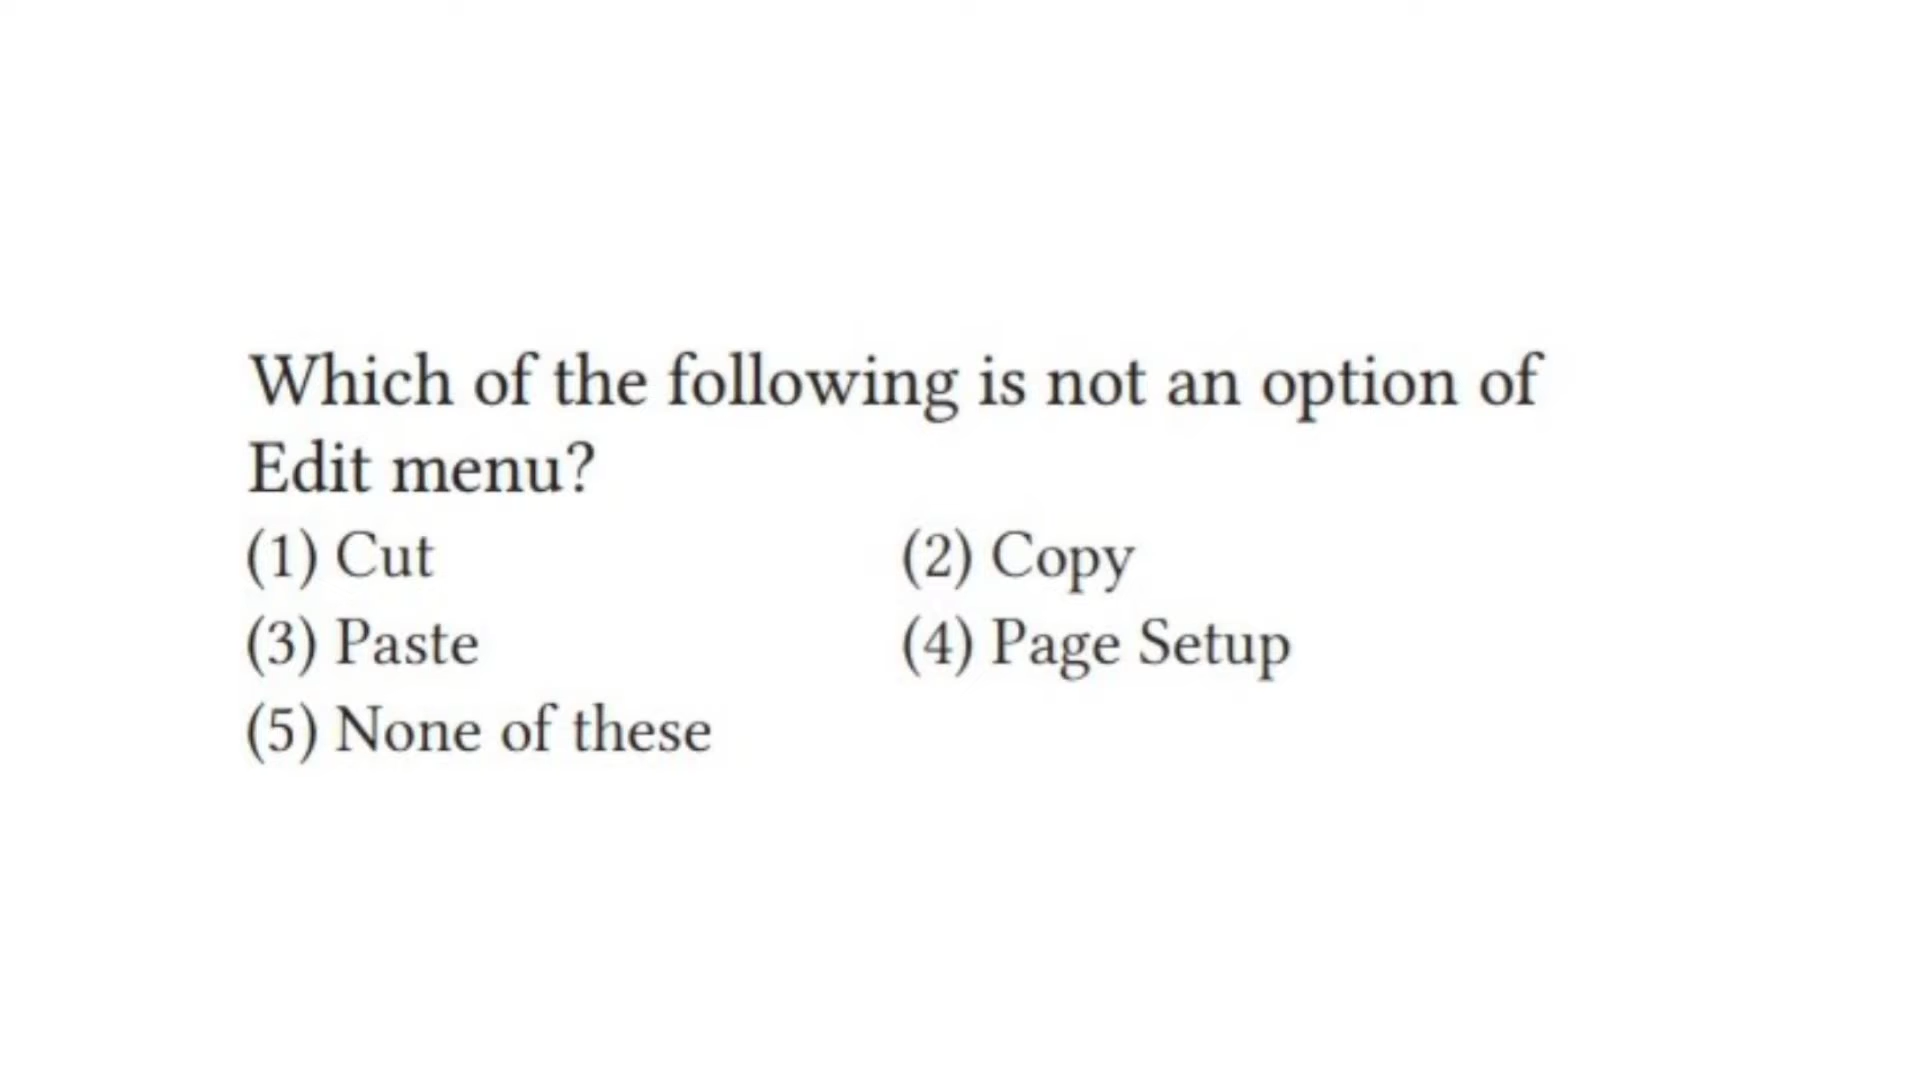 Which of the following is not an option of
Edit menu?
(1) Cut (2) Copy
(3) Paste (4) Page Setup
(5) None of these